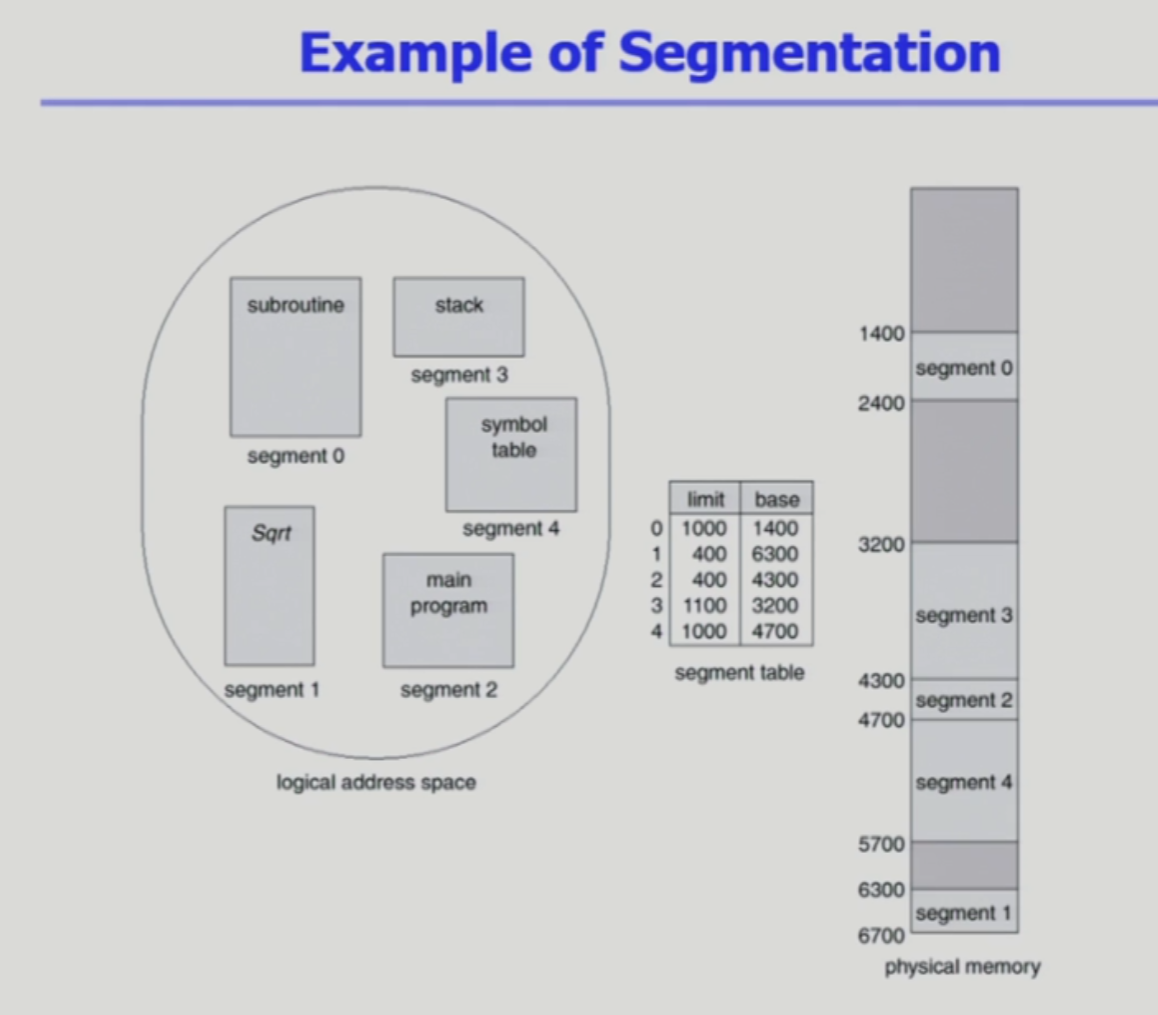 Example of Segmentation
subroutine
segment 0
stack
segment 3
symbol
table
segment 4
Sqrt
segment 1
main
program
segment 2
logical address space
limit base
0 1000 1400
1 400 6300
2 400 4300
3 1100 3200
4 1000 4700
segment table
1400
segment 0
2400
3200
segment 3
4300
segment 2
4700
segment 4
5700
6300
segment 1
6700
physical memory